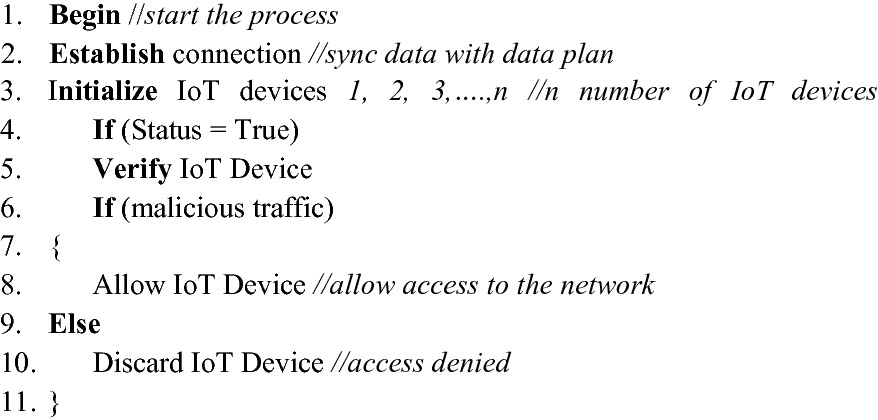 1. Begin //start the process
2. Establish connection //sync data with data plan
3. Initialize IoT devices 1, 2, 3,....,n //n number of IoT devices
4. If (Status = True)
5. Verify IoT Device
6. If (malicious traffic)
7. {
8. Allow IoT Device //allow access to the network
9. Else
10. Discard IoT Device //access denied
11. }